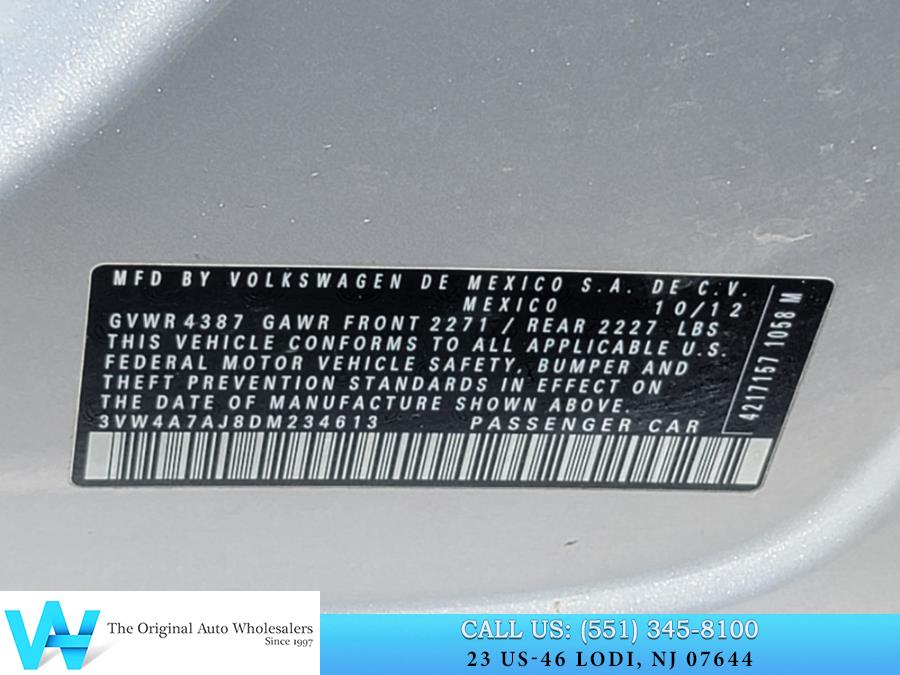 MFD BY VOLKSWAGEN DE MEXICO S.A. DE C.V.
MEXICO 10/12
GVWR 4387 GAWR FRONT 2271 / REAR 2227 LBS
THIS VEHICLE CONFORMS TO ALL APPLICABLE U.S.
FEDERAL MOTOR VEHICLE SAFETY, BUMPER AND
THEFT PREVENTION STANDARDS IN EFFECT ON
THE DATE OF MANUFACTURE SHOWN ABOVE.
3VW4A7AJ8DM234613 PASSENGER CAR
4217157 1058 M
The Original Auto Wholesalers
Since 1997
CALL US: (551) 345-8100
23 US-46 LODI, NJ 07644